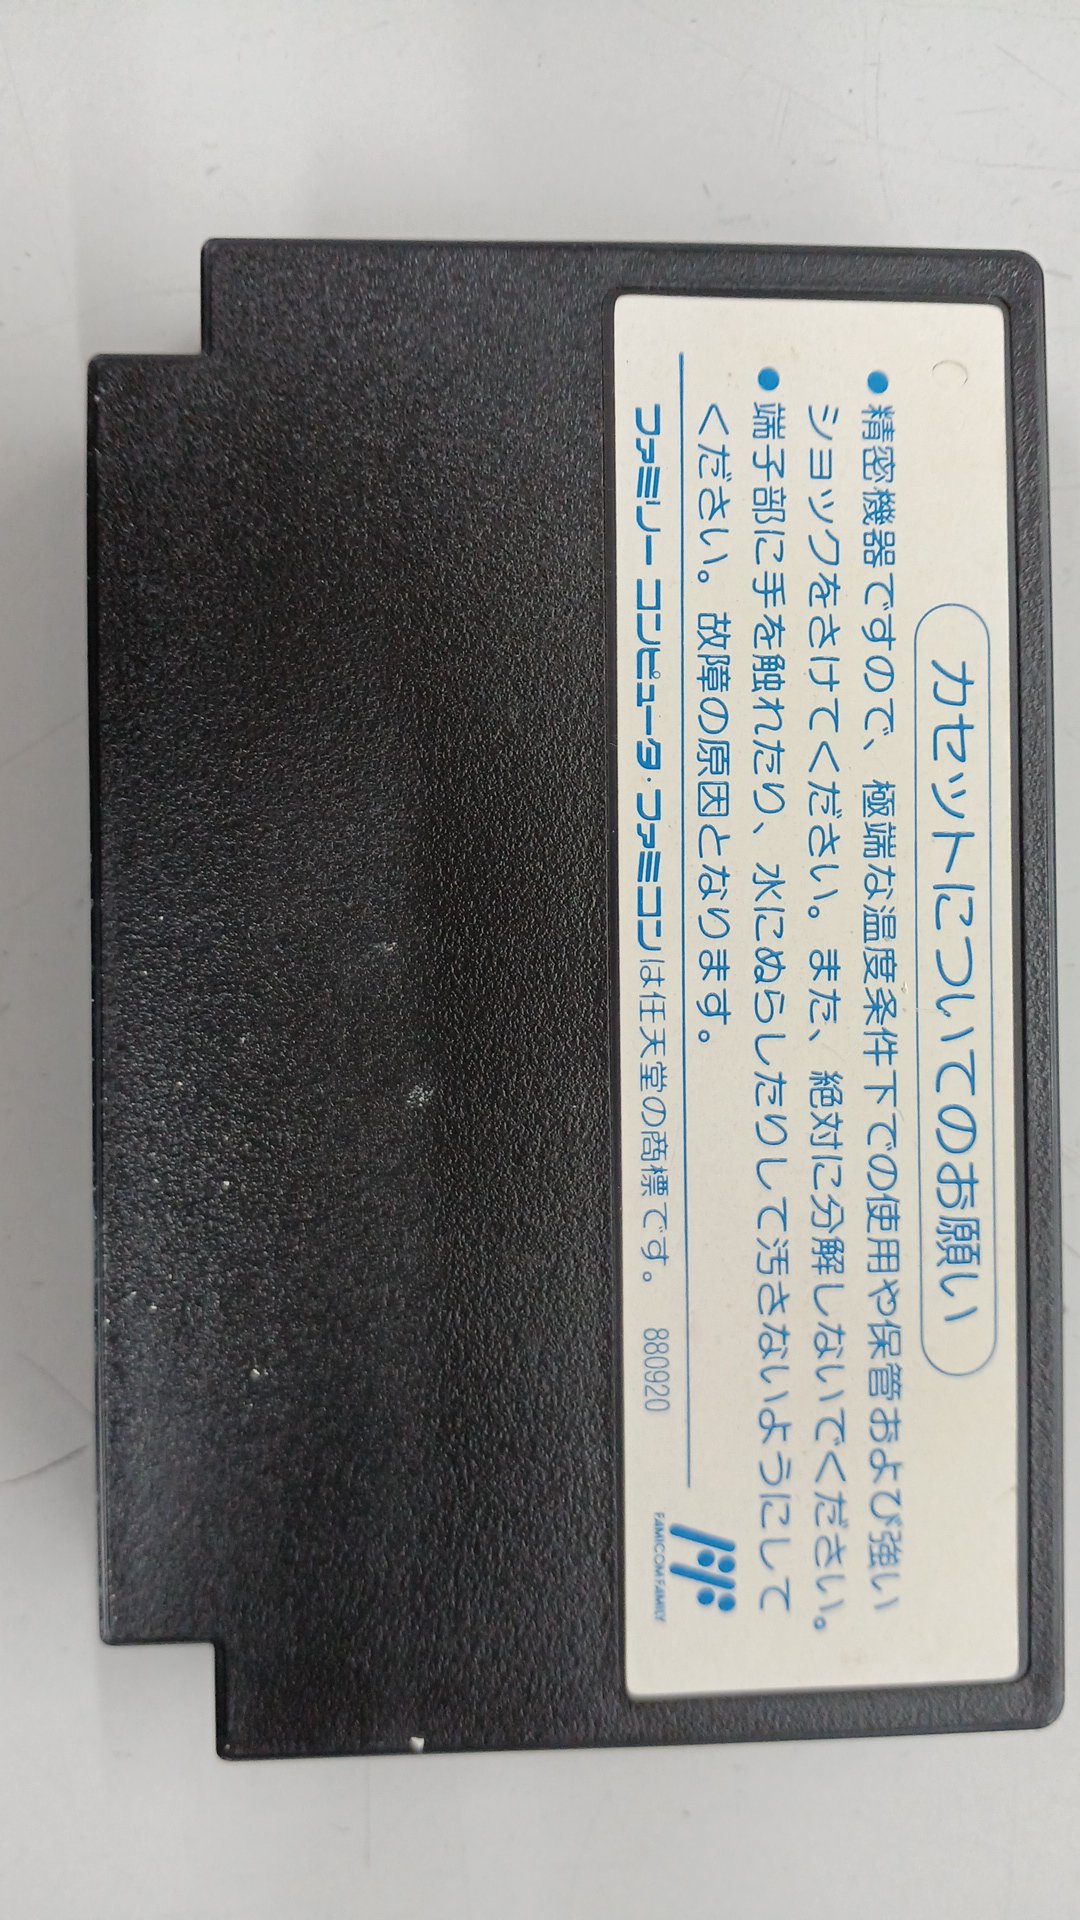 カセットについてのお願い
●精密機器ですので、極端な温度条件下での使用や保管および強い
ショックをさけてください。また、絶対に分解しないでください。
●端子部に手を触れたり、水にぬらしたりして汚さないようにして
ください。故障の原因となります。
ファミリーコンピュータ・ファミコンは任天堂の商標です。 880920
FAMICOM FAMILY